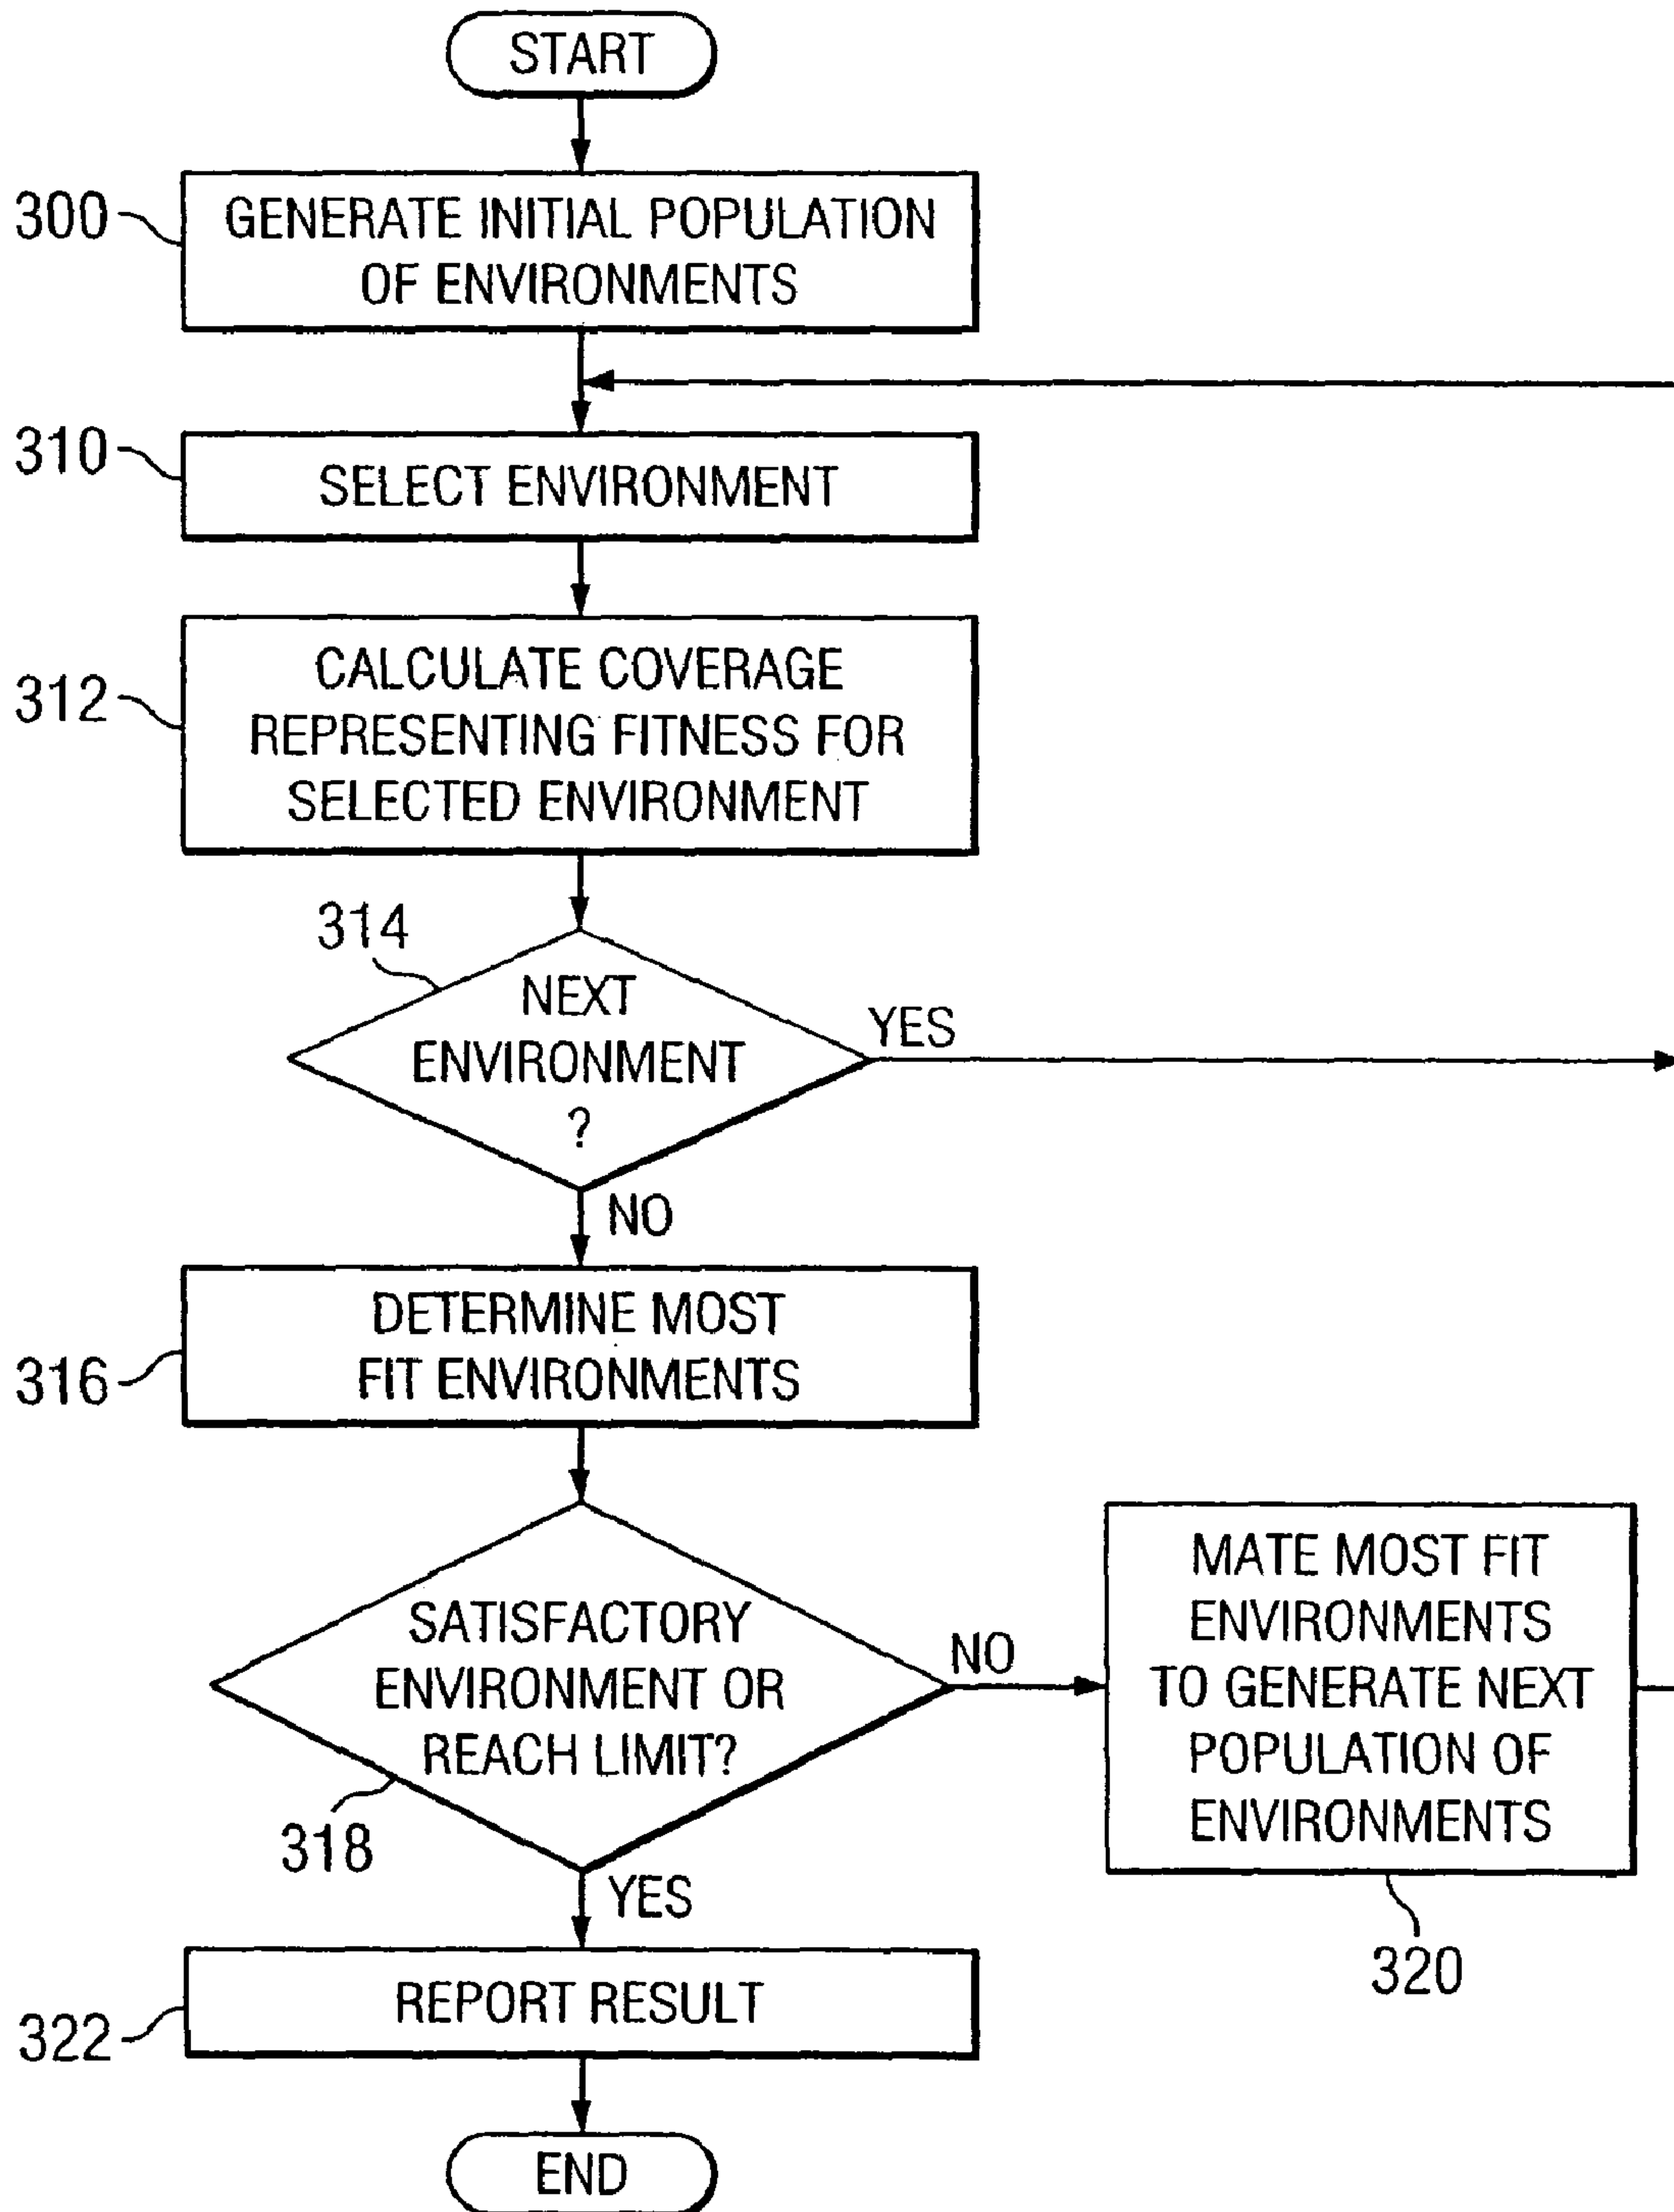 START
300
GENERATE INITIAL POPULATION
OF ENVIRONMENTS
310
SELECT ENVIRONMENT
312
CALCULATE COVERAGE
REPRESENTING FITNESS FOR
SELECTED ENVIRONMENT
314
NEXT
ENVIRONMENT
?
YES
NO
316
DETERMINE MOST
FIT ENVIRONMENTS
SATISFACTORY
ENVIRONMENT OR
REACH LIMIT?
318
NO
MATE MOST FIT
ENVIRONMENTS
TO GENERATE NEXT
POPULATION OF
ENVIRONMENTS
320
YES
322
REPORT RESULT
END